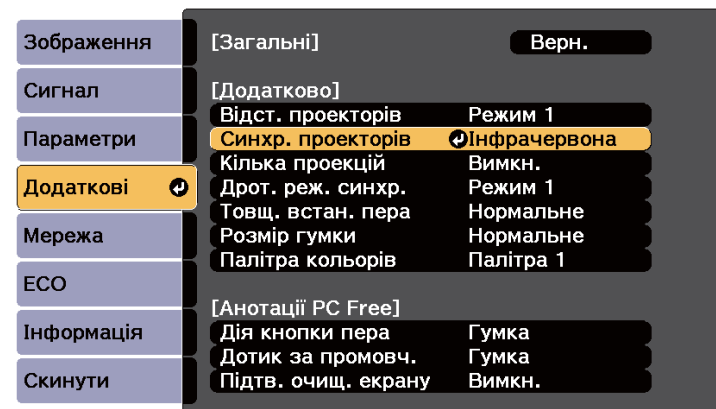 Зображення
Сигнал
Параметри
Додаткові
Мережа
ECO
Інформація
Скинути
[Загальні] Верн.
[Додатково]
Відст. проекторів Режим 1
Синхр. проекторів Інфрачервона
Кілька проекцій Вимкн.
Дрот. реж. синхр. Режим 1
Товщ. встан. пера Нормальне
Розмір гумки Нормальне
Палітра кольорів Палітра 1
[Анотації PC Free]
Дія кнопки пера Гумка
Дотик за промовч. Гумка
Підтв. очищ. екрану Вимкн.